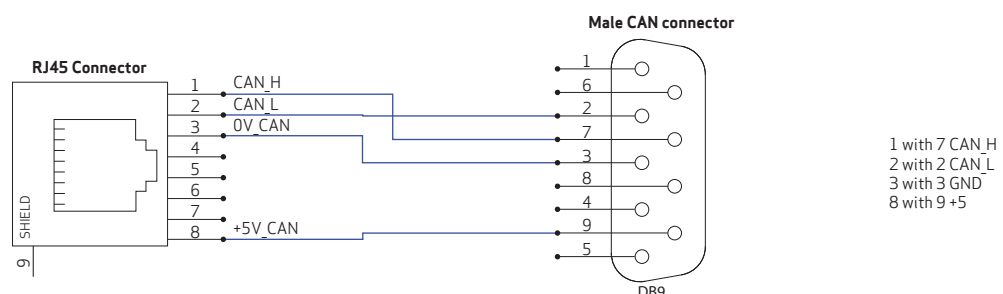 Male CAN connector
RJ45 Connector
1 CAN_H
2 CAN_L
3 0V_CAN
4
5
6
7
8 +5V_CAN
SHIELD
9
1
6
2
7
3
8
4
9
5
DB9
1 with 7 CAN_H
2 with 2 CAN_L
3 with 3 GND
8 with 9 +5